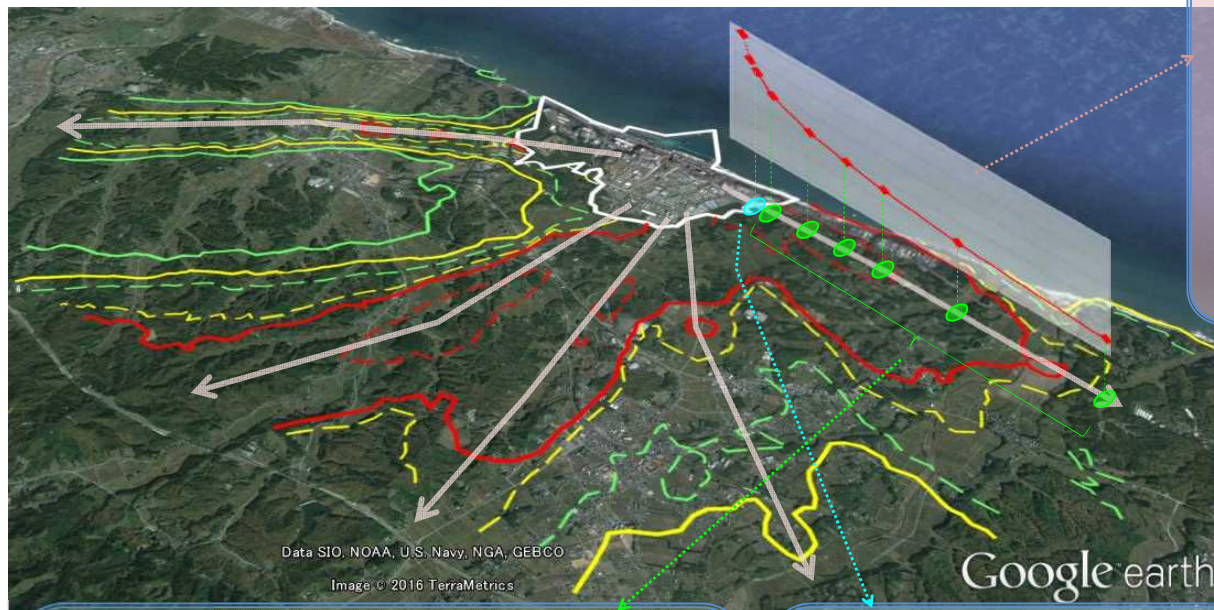 Data SIO, NOAA, U.S. Navy, NGA, GEBCO
Image © 2016 TerraMetrics
Google earth